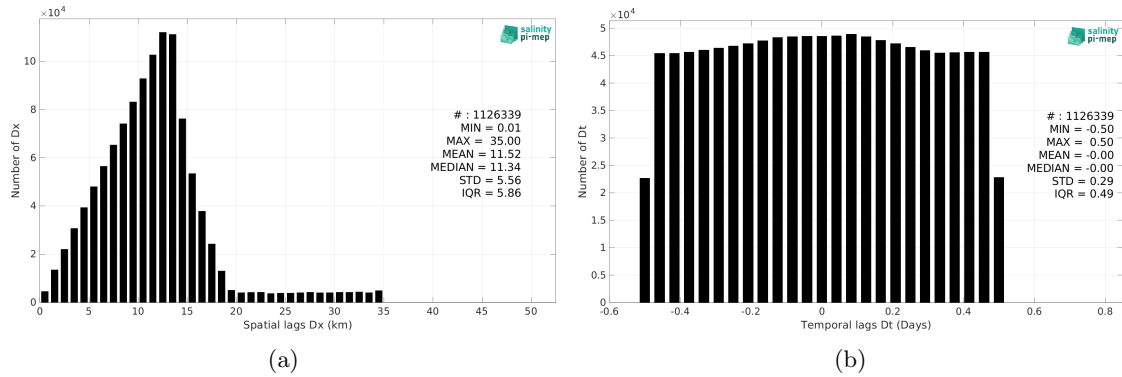 ×10⁴
10
8
6
4
2
0
Number of Dx
0 5 10 15 20 25 30 35 40 45 50
Spatial lags Dx (km)
salinity
pi-mep
# : 1126339
MIN = 0.01
MAX = 35.00
MEAN = 11.52
MEDIAN = 11.34
STD = 5.56
IQR = 5.86
(a)
×10⁴
5
4.5
4
3.5
3
2.5
2
1.5
1
0.5
0
Number of Dt
-0.6 -0.4 -0.2 0 0.2 0.4 0.6 0.8
Temporal lags Dt (Days)
salinity
pi-mep
# : 1126339
MIN = -0.50
MAX = 0.50
MEAN = -0.00
MEDIAN = -0.00
STD = 0.29
IQR = 0.49
(b)